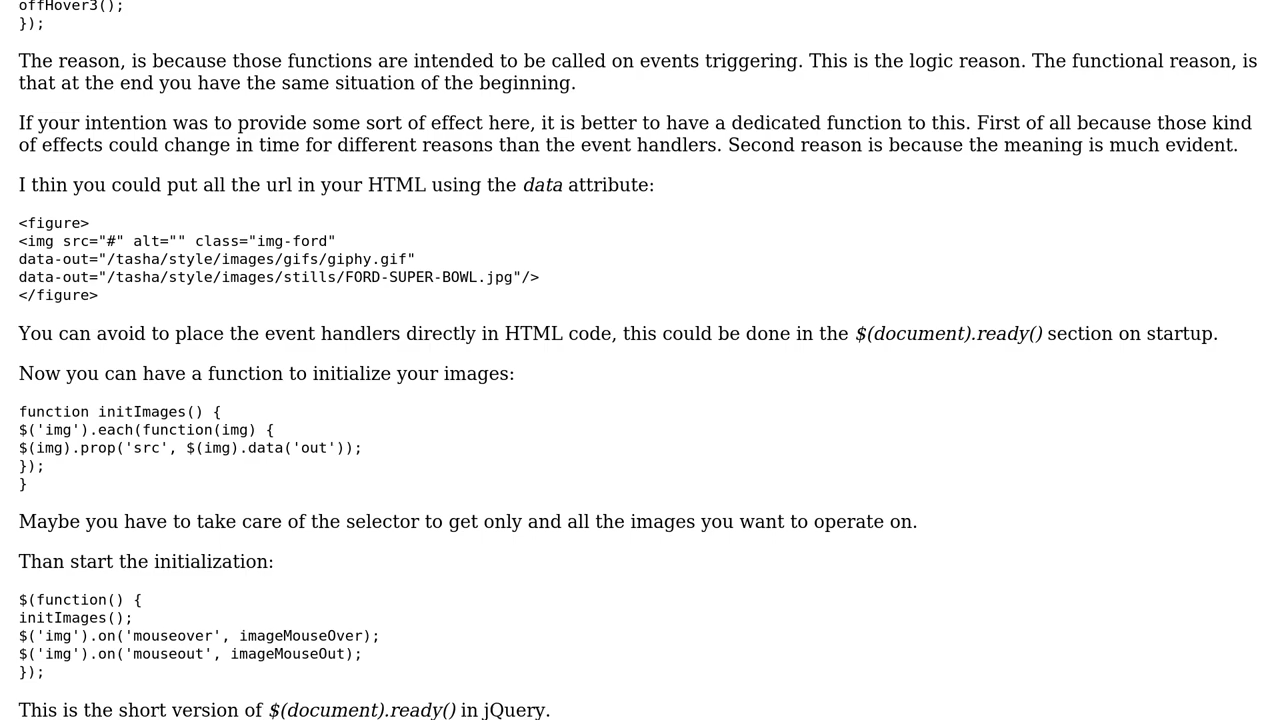 offHover3();
});
The reason, is because those functions are intended to be called on events triggering. This is the logic reason. The functional reason, is
that at the end you have the same situation of the beginning.
If your intention was to provide some sort of effect here, it is better to have a dedicated function to this. First of all because those kind
of effects could change in time for different reasons than the event handlers. Second reason is because the meaning is much evident.
I thin you could put all the url in your HTML using the data attribute:
<figure>
<img src="#" alt="" class="img-ford"
data-out="/tasha/style/images/gifs/giphy.gif"
data-out="/tasha/style/images/stills/FORD-SUPER-BOWL.jpg"/>
</figure>
You can avoid to place the event handlers directly in HTML code, this could be done in the $(document).ready() section on startup.
Now you can have a function to initialize your images:
function initImages() {
$('img').each(function(img) {
$(img).prop('src', $(img).data('out'));
});
}
Maybe you have to take care of the selector to get only and all the images you want to operate on.
Than start the initialization:
$(function() {
initImages();
$('img').on('mouseover', imageMouseOver);
$('img').on('mouseout', imageMouseOut);
});
This is the short version of $(document).ready() in jQuery.